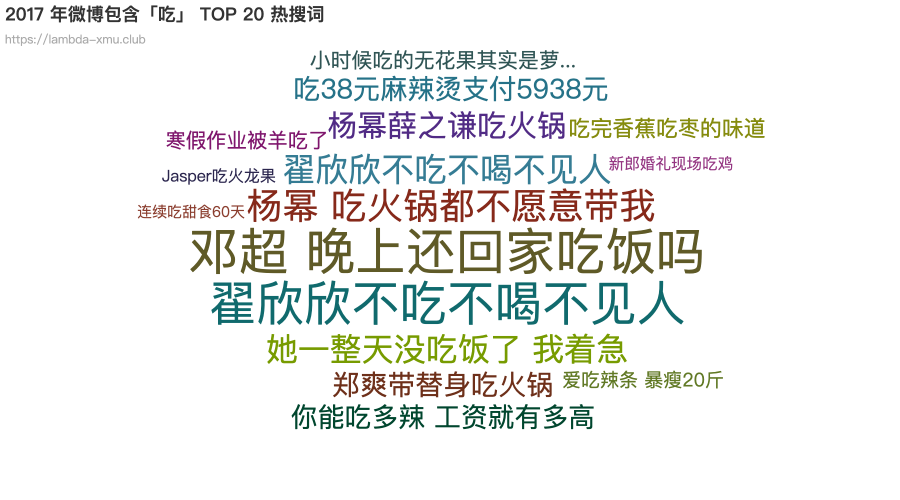 2017 年微博包含「吃」 TOP 20 热搜词
https://lambda-xmu.club
小时候吃的无花果其实是萝...
吃38元麻辣烫支付5938元
杨幂薛之谦吃火锅
吃完香蕉吃枣的味道
寒假作业被羊吃了
翟欣欣不吃不喝不见人
新郎婚礼现场吃鸡
Jasper吃火龙果
连续吃甜食60天
杨幂 吃火锅都不愿意带我
邓超 晚上还回家吃饭吗
翟欣欣不吃不喝不见人
她一整天没吃饭了 我着急
郑爽带替身吃火锅
爱吃辣条 暴瘦20斤
你能吃多辣 工资就有多高